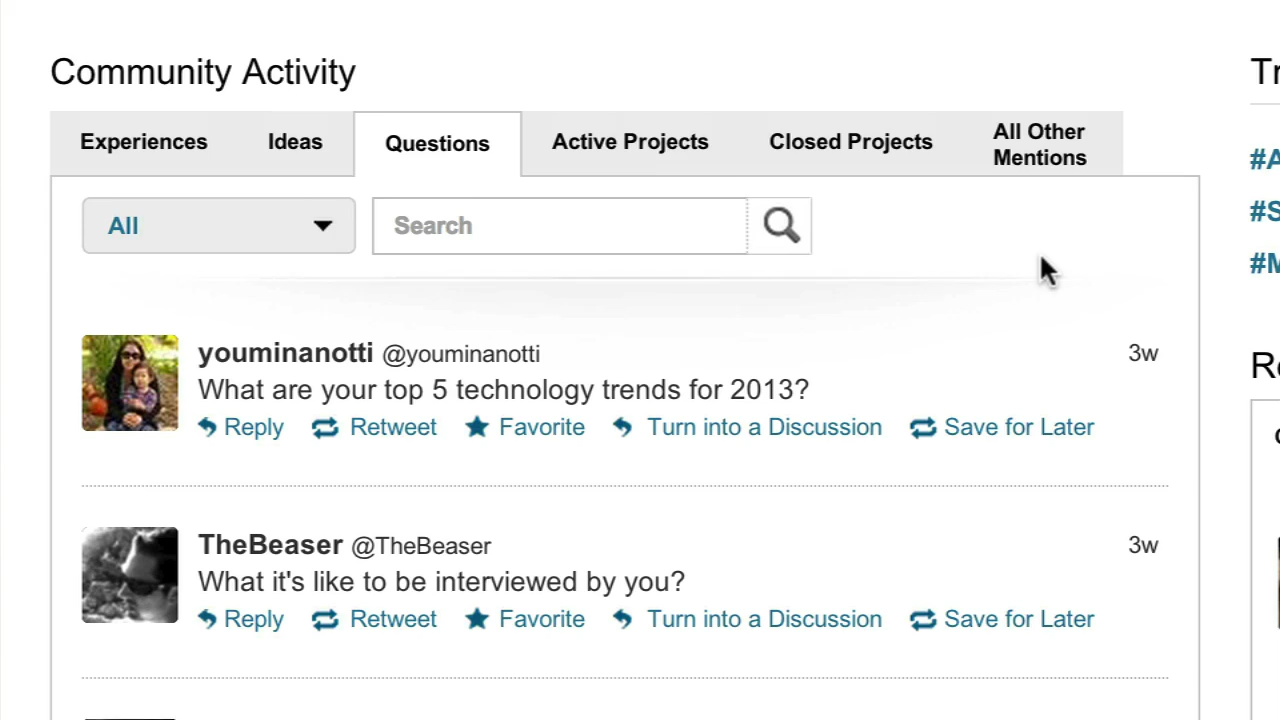 Community Activity
Experiences Ideas Questions Active Projects Closed Projects All Other Mentions
All Search
youminanotti @youminanotti 3w
What are your top 5 technology trends for 2013?
Reply Retweet Favorite Turn into a Discussion Save for Later
TheBeaser @TheBeaser 3w
What it's like to be interviewed by you?
Reply Retweet Favorite Turn into a Discussion Save for Later